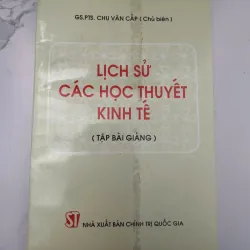 GS,PTS. CHU VĂN CẤP ( Chủ biên )
LỊCH SỬ
CÁC HỌC THUYẾT
KINH TẾ
( TẬP BÀI GIẢNG )
ST NHÀ XUẤT BẢN CHÍNH TRỊ QUỐC GIA